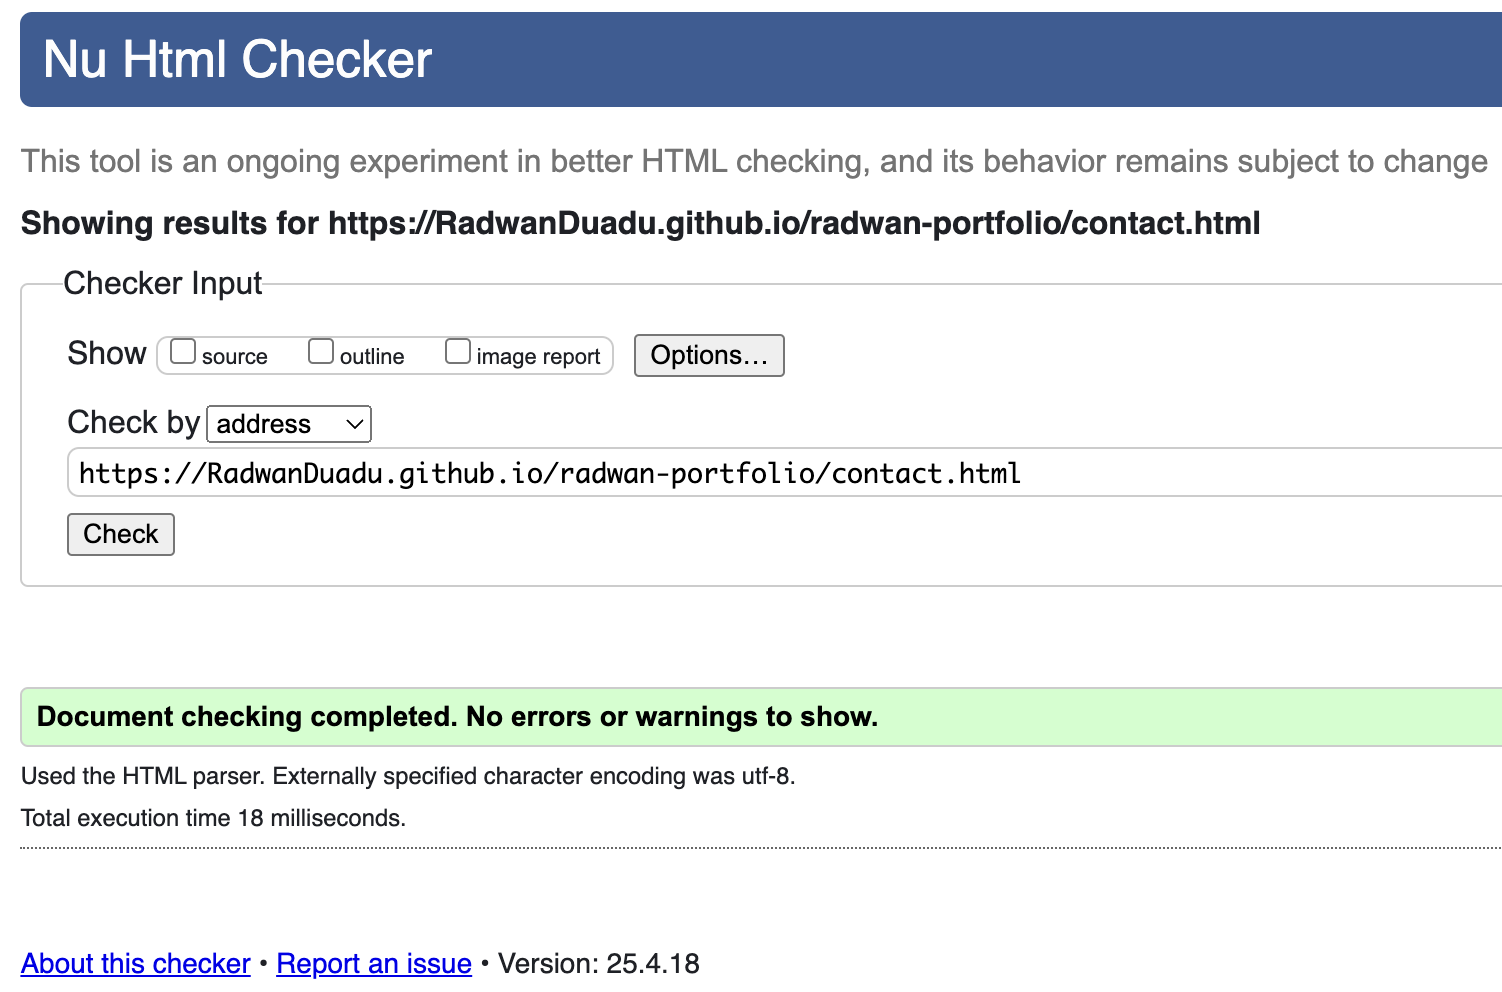 Nu Html Checker
This tool is an ongoing experiment in better HTML checking, and its behavior remains subject to change
Showing results for https://RadwanDuadu.github.io/radwan-portfolio/contact.html
Checker Input
Show source outline image report Options...
Check by address
https://RadwanDuadu.github.io/radwan-portfolio/contact.html
Check
Document checking completed. No errors or warnings to show.
Used the HTML parser. Externally specified character encoding was utf-8.
Total execution time 18 milliseconds.
About this checker • Report an issue • Version: 25.4.18